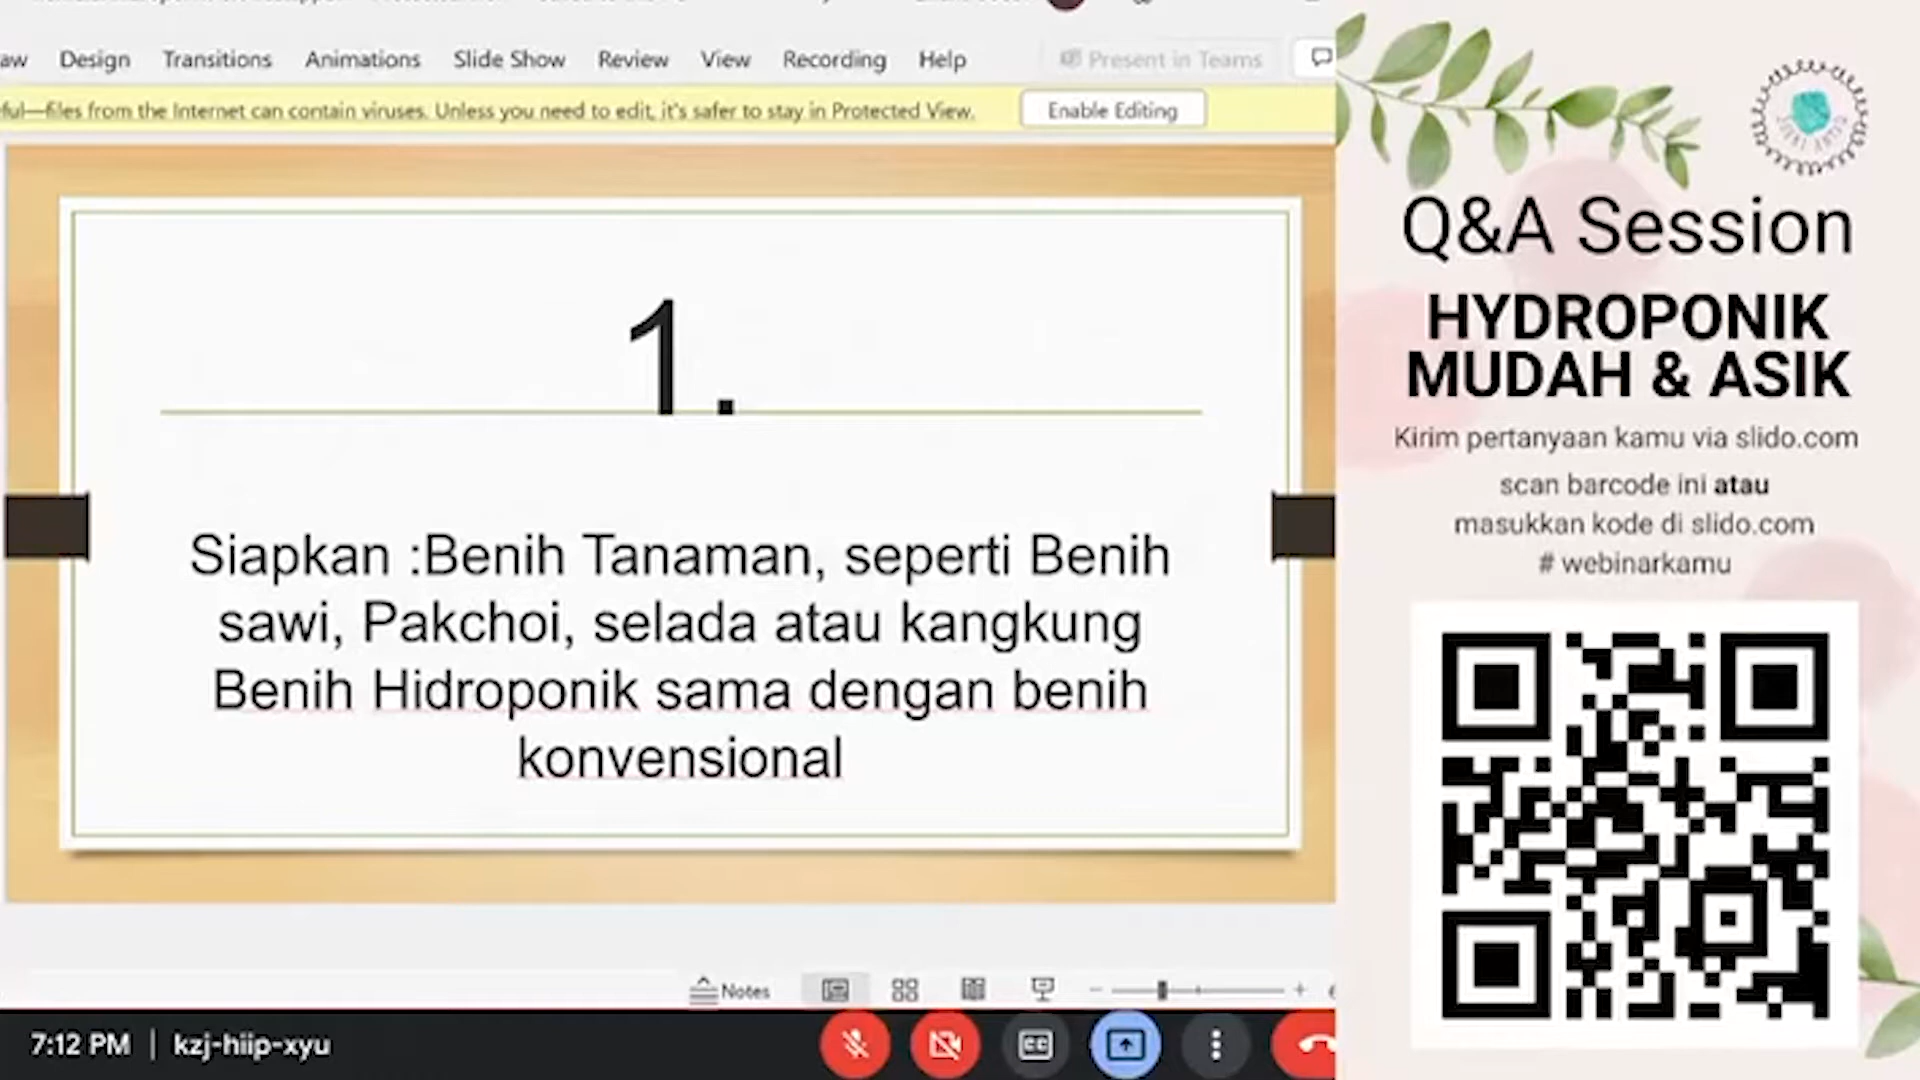 Design Transitions Animations Slide Show Review View Recording Help Present in Teams
files from the Internet can contain viruses. Unless you need to edit, it's safer to stay in Protected View. Enable Editing
1.
Siapkan :Benih Tanaman, seperti Benih
sawi, Pakchoi, selada atau kangkung
Benih Hidroponik sama dengan benih
konvensional
Notes
7:12 PM | kzj-hiip-xyu
Q&A Session
HYDROPONIK
MUDAH & ASIK
Kirim pertanyaan kamu via slido.com
scan barcode ini atau
masukkan kode di slido.com
# webinarkamu